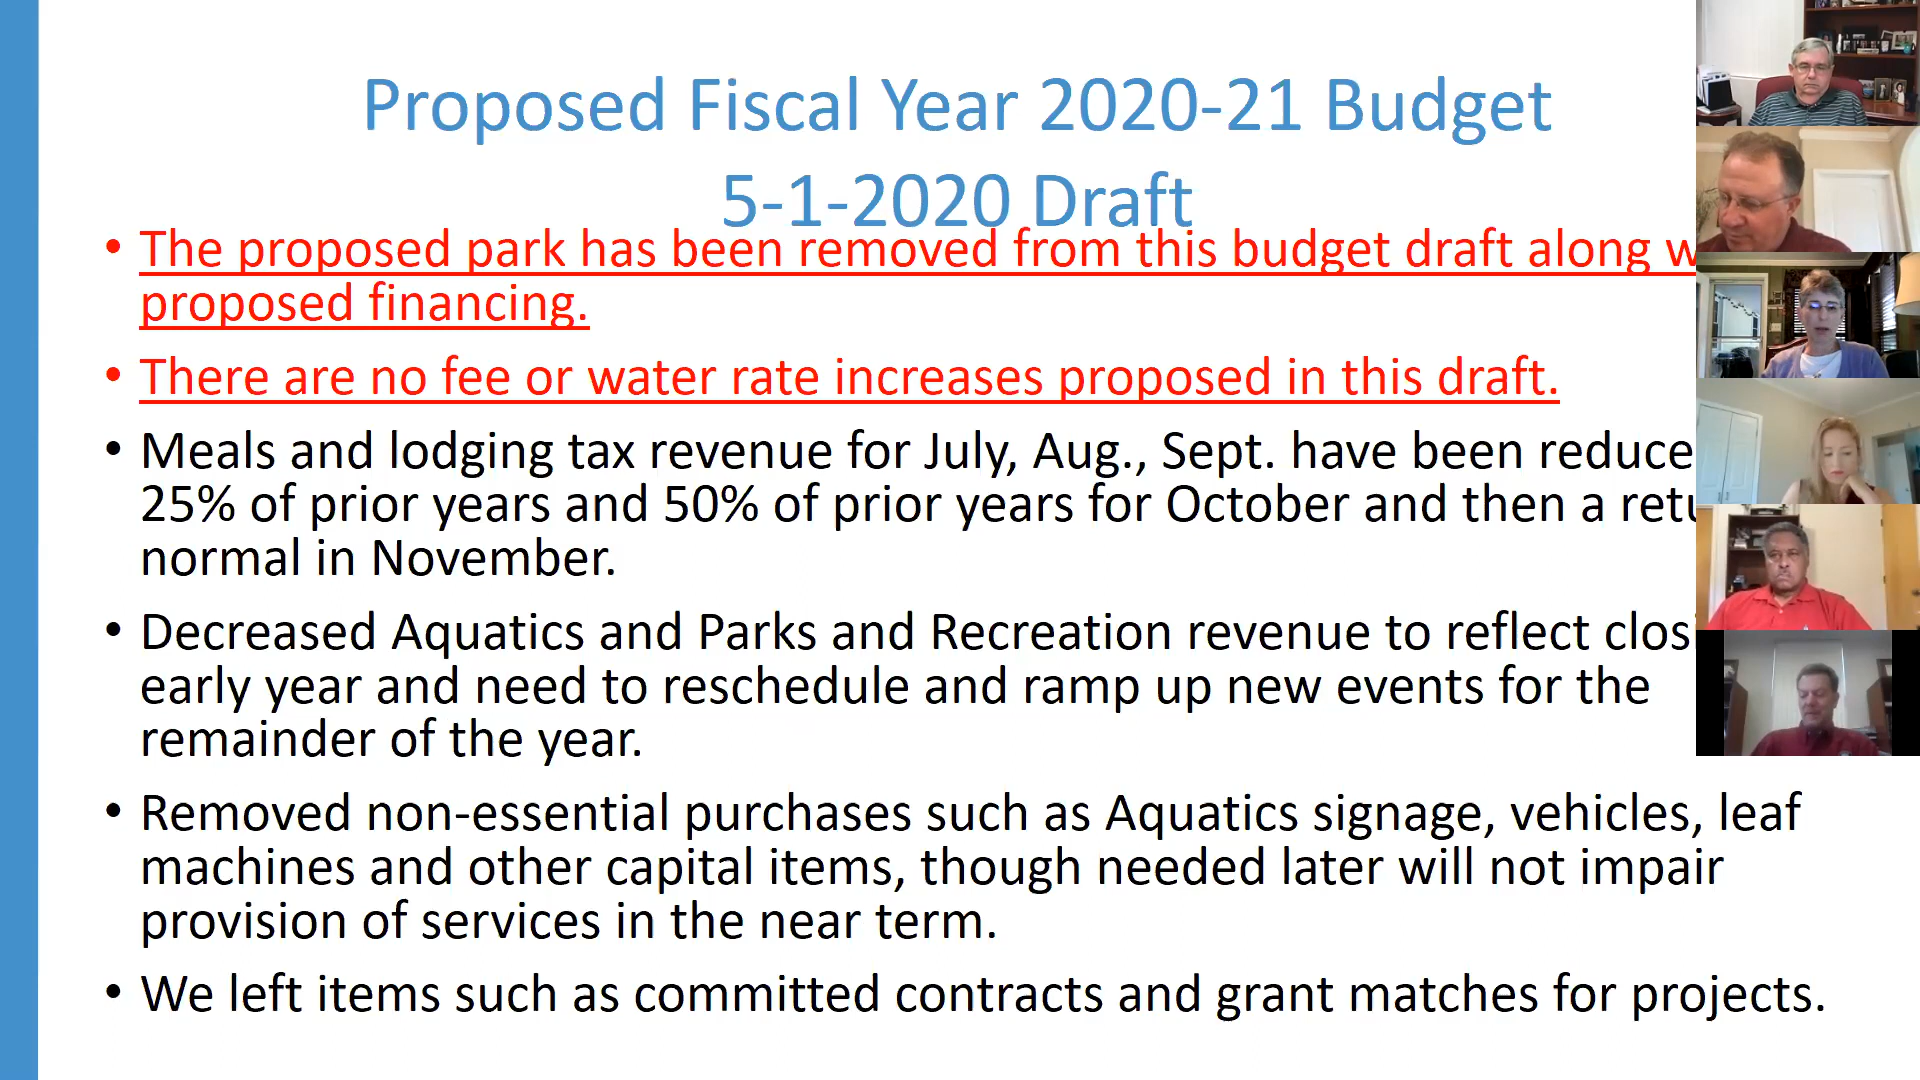 Proposed Fiscal Year 2020-21 Budget
5-1-2020 Draft
• The proposed park has been removed from this budget draft along
proposed financing.
• There are no fee or water rate increases proposed in this draft.
• Meals and lodging tax revenue for July, Aug., Sept. have been reduce
25% of prior years and 50% of prior years for October and then a
normal in November.
• Decreased Aquatics and Parks and Recreation revenue to reflect
early year and need to reschedule and ramp up new events for the
remainder of the year.
• Removed non-essential purchases such as Aquatics signage, vehicles, leaf
machines and other capital items, though needed later will not impair
provision of services in the near term.
• We left items such as committed contracts and grant matches for projects.